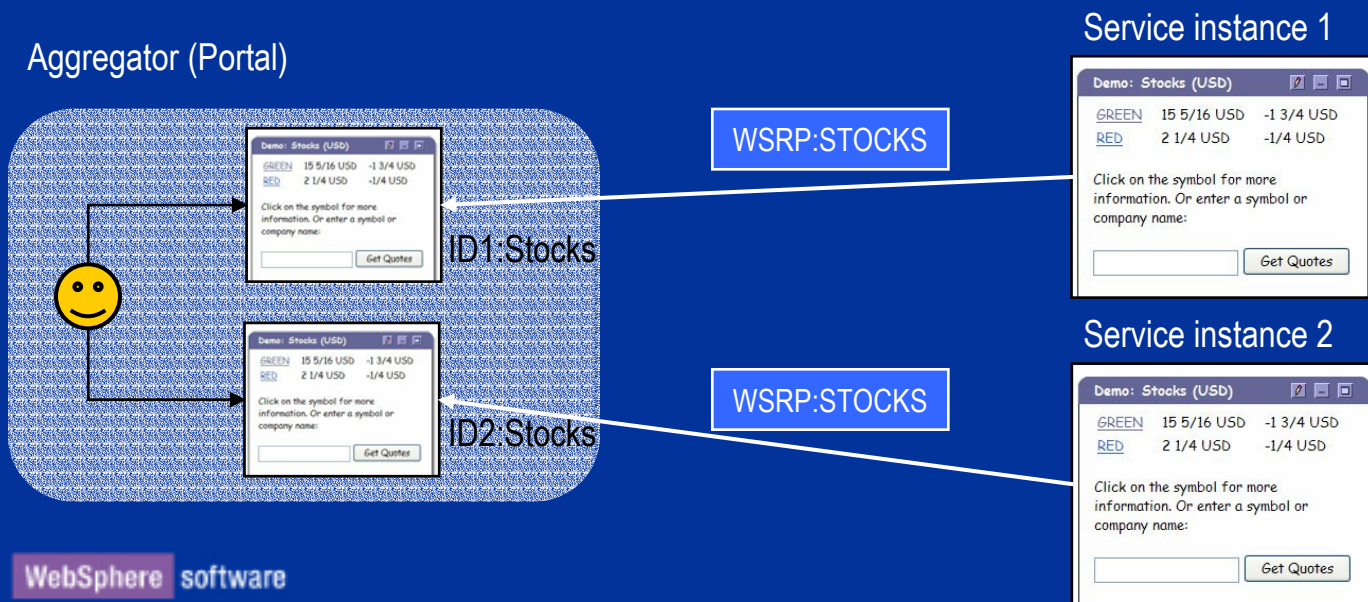 Aggregator (Portal)
Demo: Stocks (USD)
GREEN 15 5/16 USD -1 3/4 USD
RED 2 1/4 USD -1/4 USD
Click on the symbol for more
information. Or enter a symbol or
company name:
Get Quotes
ID1:Stocks
Demo: Stocks (USD)
GREEN 15 5/16 USD -1 3/4 USD
RED 2 1/4 USD -1/4 USD
Click on the symbol for more
information. Or enter a symbol or
company name:
Get Quotes
ID2:Stocks
WSRP:STOCKS
WSRP:STOCKS
Service instance 1
Demo: Stocks (USD)
GREEN 15 5/16 USD -1 3/4 USD
RED 2 1/4 USD -1/4 USD
Click on the symbol for more
information. Or enter a symbol or
company name:
Get Quotes
Service instance 2
Demo: Stocks (USD)
GREEN 15 5/16 USD -1 3/4 USD
RED 2 1/4 USD -1/4 USD
Click on the symbol for more
information. Or enter a symbol or
company name:
Get Quotes
WebSphere software